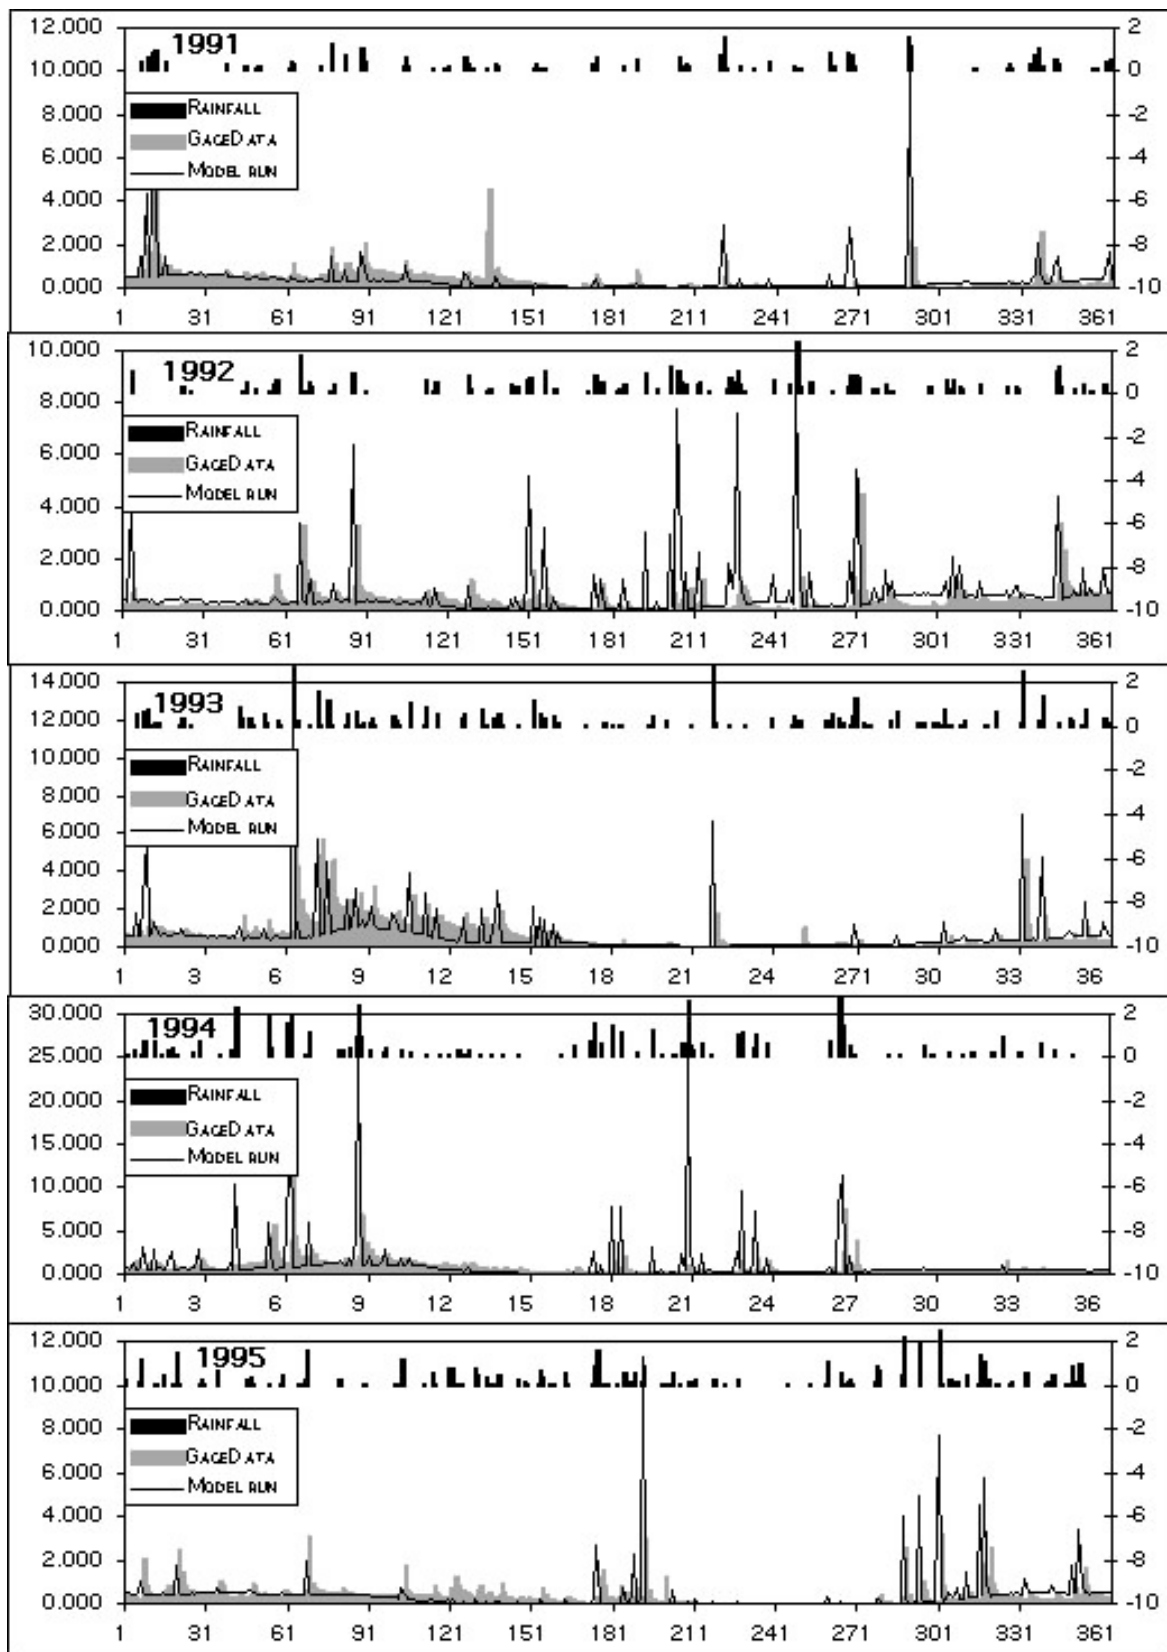 12.000 2
1991
10.000 0
RAINFALL
8.000 -2
GAGEDATA
6.000 -4
MODEL RUN
4.000 -6
2.000 -8
0.000 -10
1 31 61 91 121 151 181 211 241 271 301 331 361
10.000 2
1992
8.000 0
RAINFALL
-2
6.000
GAGEDATA
-4
MODEL RUN
4.000
-6
2.000 -8
0.000 -10
1 31 61 91 121 151 181 211 241 271 301 331 361
14.000 2
1993
12.000 0
10.000
RAINFALL
-2
8.000
GAGEDATA
-4
6.000
MODEL RUN
4.000 -6
2.000 -8
0.000 -10
1 3 6 9 12 15 18 21 24 271 30 33 36
30.000 2
1994
25.000 0
RAINFALL
20.000 -2
GAGEDATA
15.000 -4
MODEL RUN
10.000 -6
5.000 -8
0.000 -10
1 3 6 9 12 15 18 21 24 27 30 33 36
12.000 2
1995
10.000 0
RAINFALL
8.000 -2
GAGEDATA
6.000 -4
MODEL RUN
4.000 -6
2.000 -8
0.000 -10
1 31 61 91 121 151 181 211 241 271 301 331 361